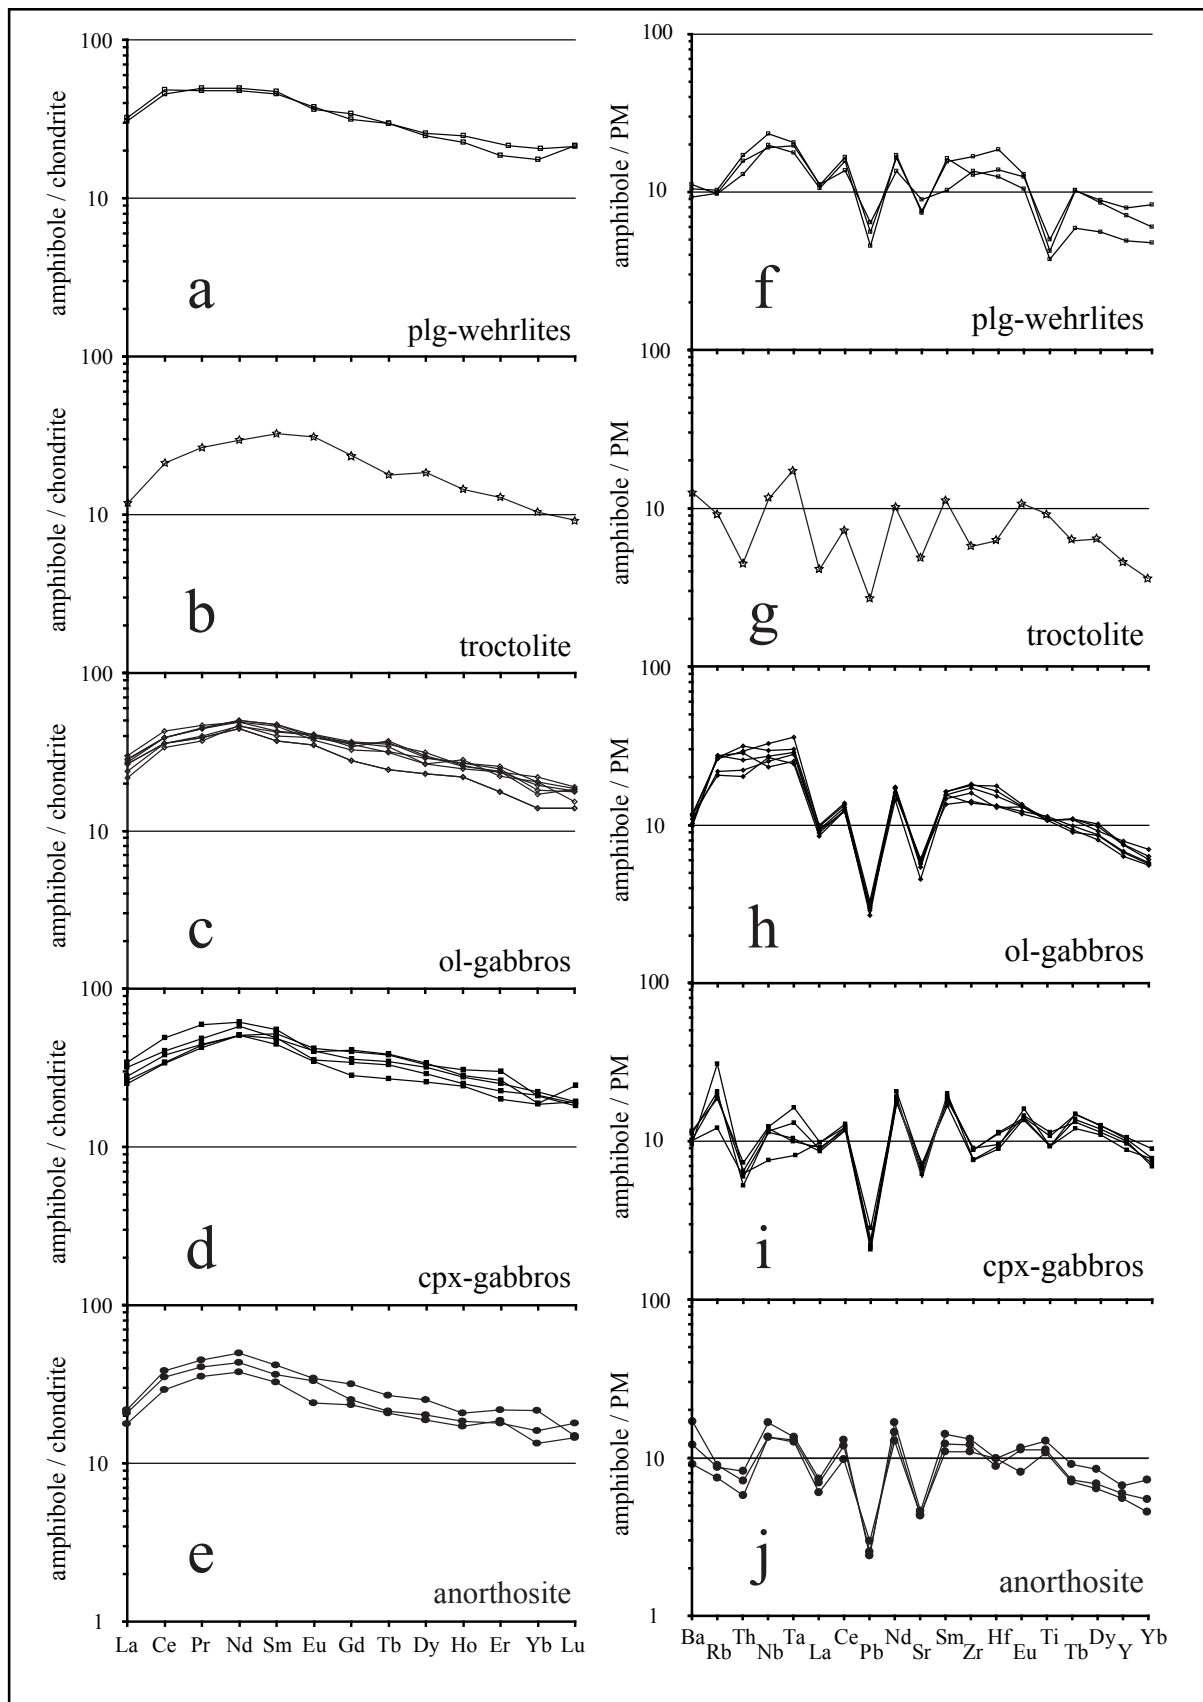 100
amphibole / chondrite
10
a
plg-wehrlites
100
amphibole / chondrite
10
b
troctolite
100
amphibole / chondrite
10
c
ol-gabbros
100
amphibole / chondrite
10
d
cpx-gabbros
100
amphibole / chondrite
10
e
anorthosite
1
La Ce Pr Nd Sm Eu Gd Tb Dy Ho Er Yb Lu
100
amphibole / PM
10
f
plg-wehrlites
100
amphibole / PM
10
g
troctolite
100
amphibole / PM
10
h
ol-gabbros
100
amphibole / PM
10
i
cpx-gabbros
100
amphibole / PM
10
j
anorthosite
1
Ba Rb Th Nb Ta La Ce Pb Nd Sr Sm Zr Hf Eu Ti Tb Dy Y Yb